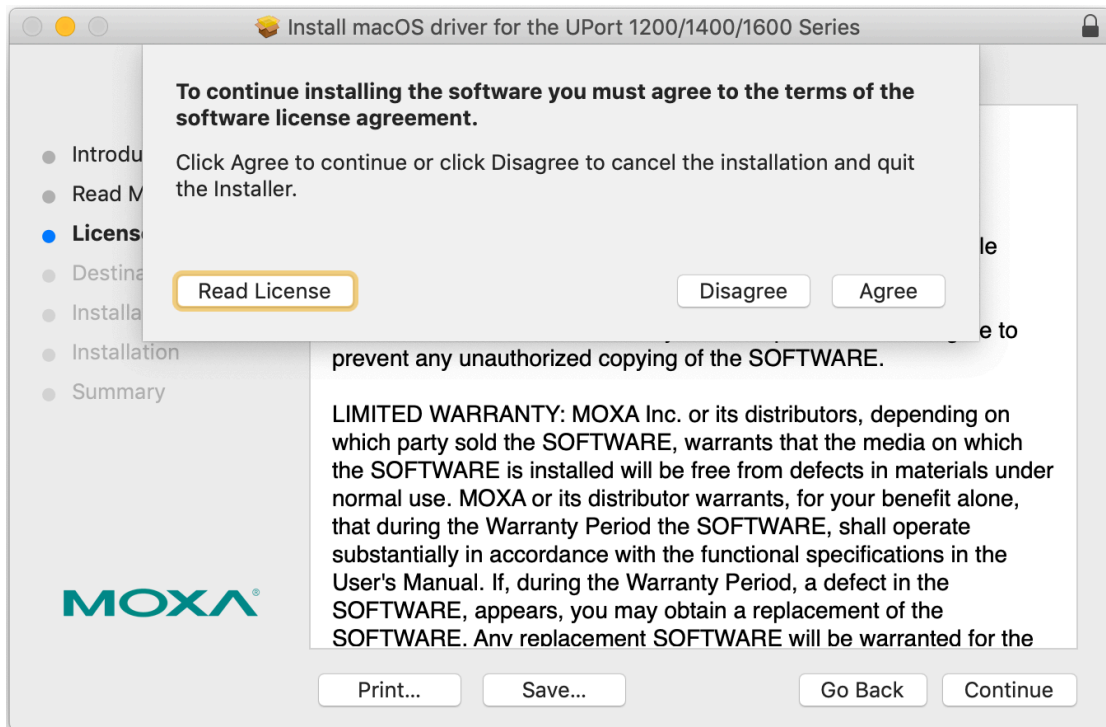 Install macOS driver for the UPort 1200/1400/1600 Series
To continue installing the software you must agree to the terms of the
software license agreement.
Click Agree to continue or click Disagree to cancel the installation and quit
the Installer.
Read License
Disagree
Agree
Introdu
Read M
Licens
Destina
Installa
Installation
Summary
le
e to
prevent any unauthorized copying of the SOFTWARE.
LIMITED WARRANTY: MOXA Inc. or its distributors, depending on
which party sold the SOFTWARE, warrants that the media on which
the SOFTWARE is installed will be free from defects in materials under
normal use. MOXA or its distributor warrants, for your benefit alone,
that during the Warranty Period the SOFTWARE, shall operate
substantially in accordance with the functional specifications in the
User's Manual. If, during the Warranty Period, a defect in the
SOFTWARE, appears, you may obtain a replacement of the
SOFTWARE. Any replacement SOFTWARE will be warranted for the
MOXA®
Print...
Save...
Go Back
Continue